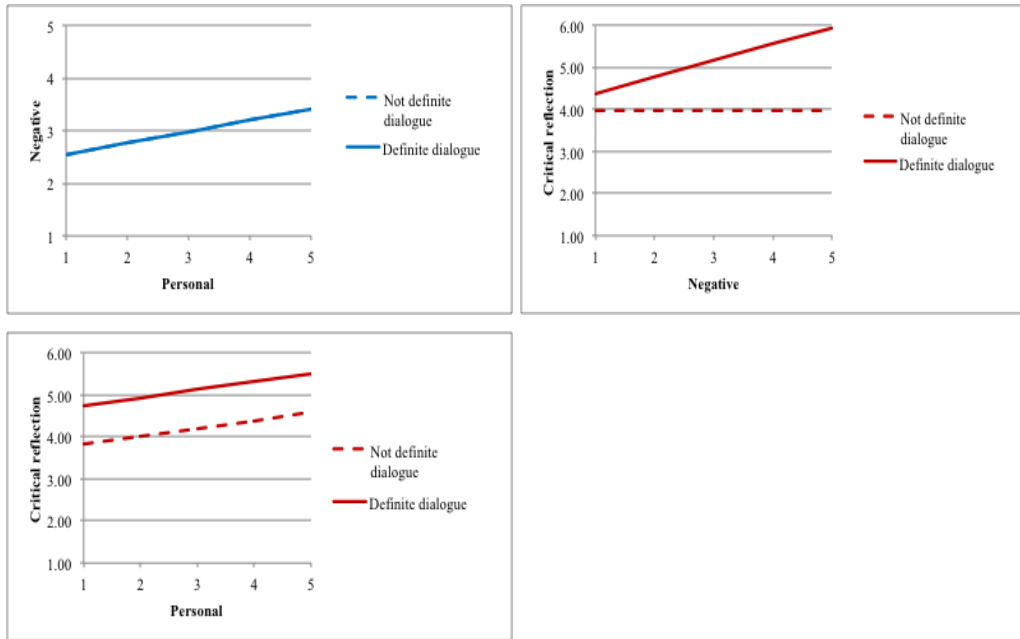 5
4
3
2
1
Negative
1 2 3 4 5
Personal
Not definite
dialogue
Definite dialogue
6.00
5.00
4.00
3.00
2.00
1.00
Critical reflection
1 2 3 4 5
Negative
Not definite
dialogue
Definite dialogue
6.00
5.00
4.00
3.00
2.00
1.00
Critical reflection
1 2 3 4 5
Personal
Not definite
dialogue
Definite dialogue